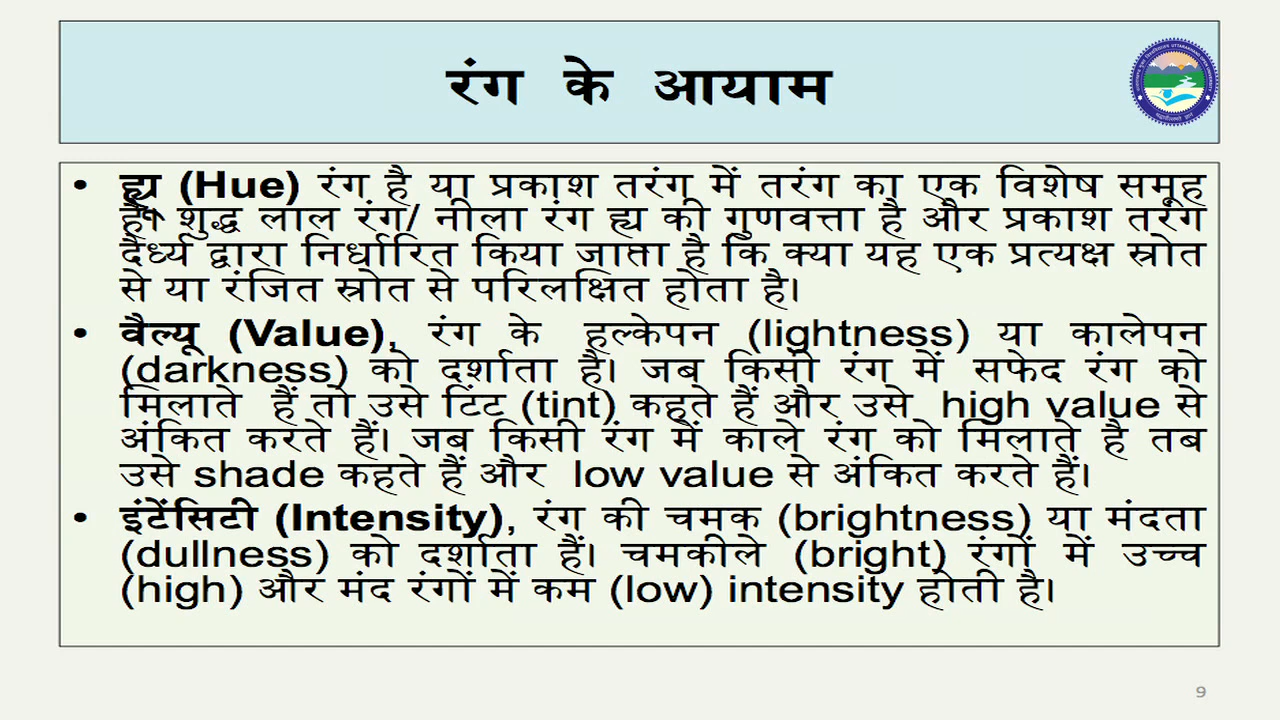 रंग के आयाम
• ह्यू (Hue) रंग है या प्रकाश तरंग में तरंग का एक विशेष समूह
है। शुद्ध लाल रंग/ नीला रंग ह्य की गुणवत्ता है और प्रकाश तरंग
दैर्ध्य द्वारा निर्धारित किया जाता है कि क्या यह एक प्रत्यक्ष स्रोत
से या रंजित स्रोत से परिलक्षित होता है।
• वैल्यू (Value), रंग के हल्केपन (lightness) या कालेपन
(darkness) को दर्शाता है। जब किसी रंग में सफेद रंग को
मिलाते हैं तो उसे टिंट (tint) कहते हैं और उसे high value से
अंकित करते हैं। जब किसी रंग में काले रंग को मिलाते है तब
उसे shade कहते हैं और low value से अंकित करते हैं।
• इंटेंसिटी (Intensity), रंग की चमक (brightness) या मंदता
(dullness) को दर्शाता हैं। चमकीले (bright) रंगों में उच्च
(high) और मंद रंगों में कम (low) intensity होती है।
9